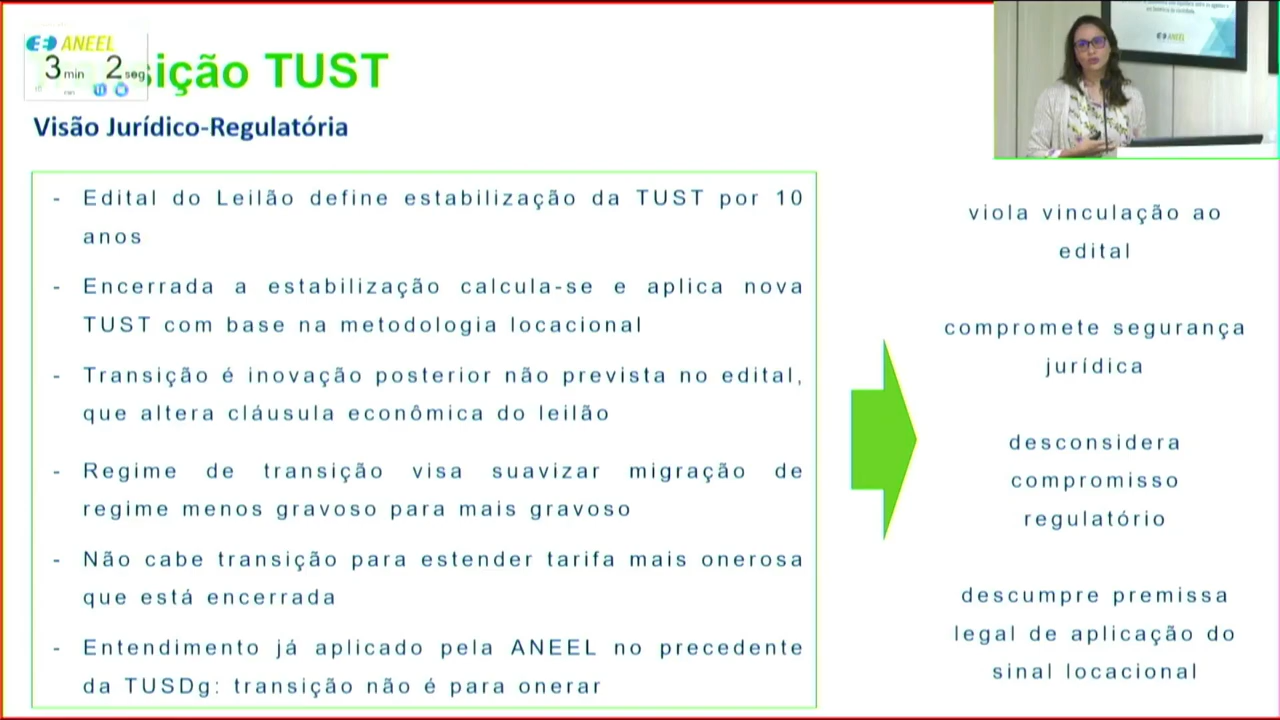 ANEEL
3 min 2 seg
sição TUST
Visão Jurídico-Regulatória
- Edital do Leilão define estabilização da TUST por 10
anos
- Encerrada a estabilização calcula-se e aplica nova
TUST com base na metodologia locacional
- Transição é inovação posterior não prevista no edital,
que altera cláusula econômica do leilão
- Regime de transição visa suavizar migração de
regime menos gravoso para mais gravoso
- Não cabe transição para estender tarifa mais onerosa
que está encerrada
- Entendimento já aplicado pela ANEEL no precedente
da TUSDg: transição não é para onerar
viola vinculação ao
edital
compromete segurança
jurídica
desconsidera
compromisso
regulatório
descumpre premissa
legal de aplicação do
sinal locacional
ANEEL